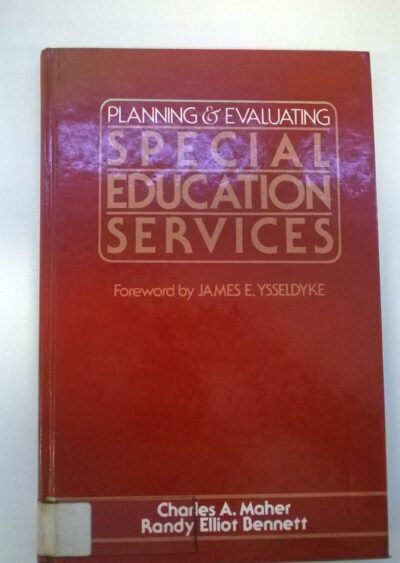 PLANNING & EVALUATING
SPECIAL
EDUCATION
SERVICES
Foreword by JAMES E. YSSELDYKE
Charles A. Maher
Randy Elliot Bennett